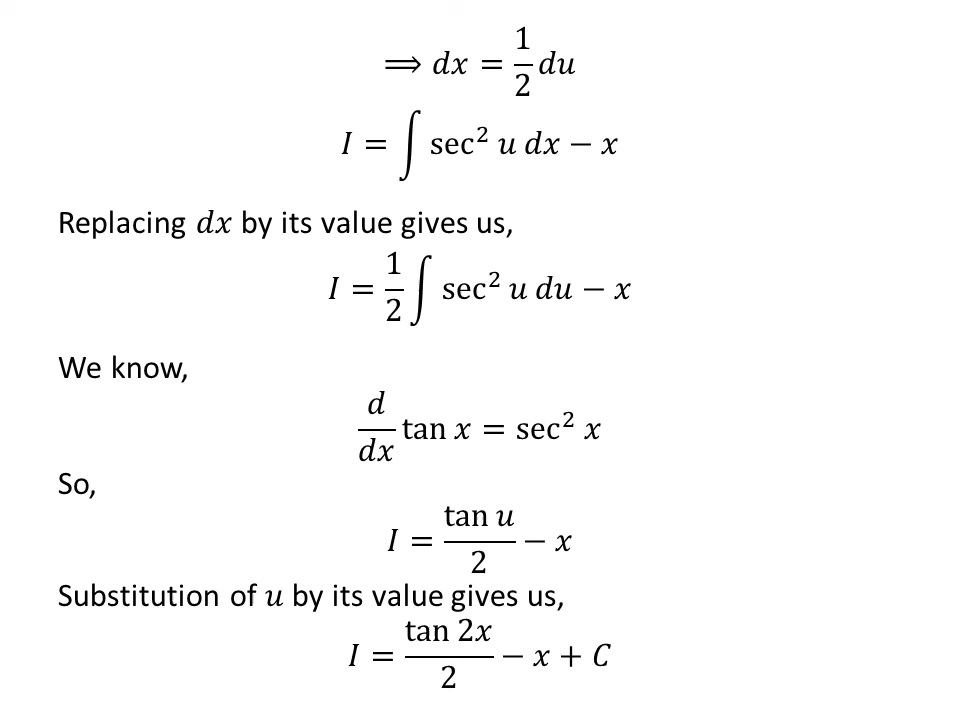 ⟹ 𝑑𝑥 = 1/2 𝑑𝑢
𝐼 = ∫ sec² 𝑢 𝑑𝑥 − 𝑥
Replacing 𝑑𝑥 by its value gives us,
𝐼 = 1/2 ∫ sec² 𝑢 𝑑𝑢 − 𝑥
We know,
𝑑/𝑑𝑥 tan 𝑥 = sec² 𝑥
So,
𝐼 = tan 𝑢/2 − 𝑥
Substitution of 𝑢 by its value gives us,
𝐼 = tan 2𝑥/2 − 𝑥 + 𝐶